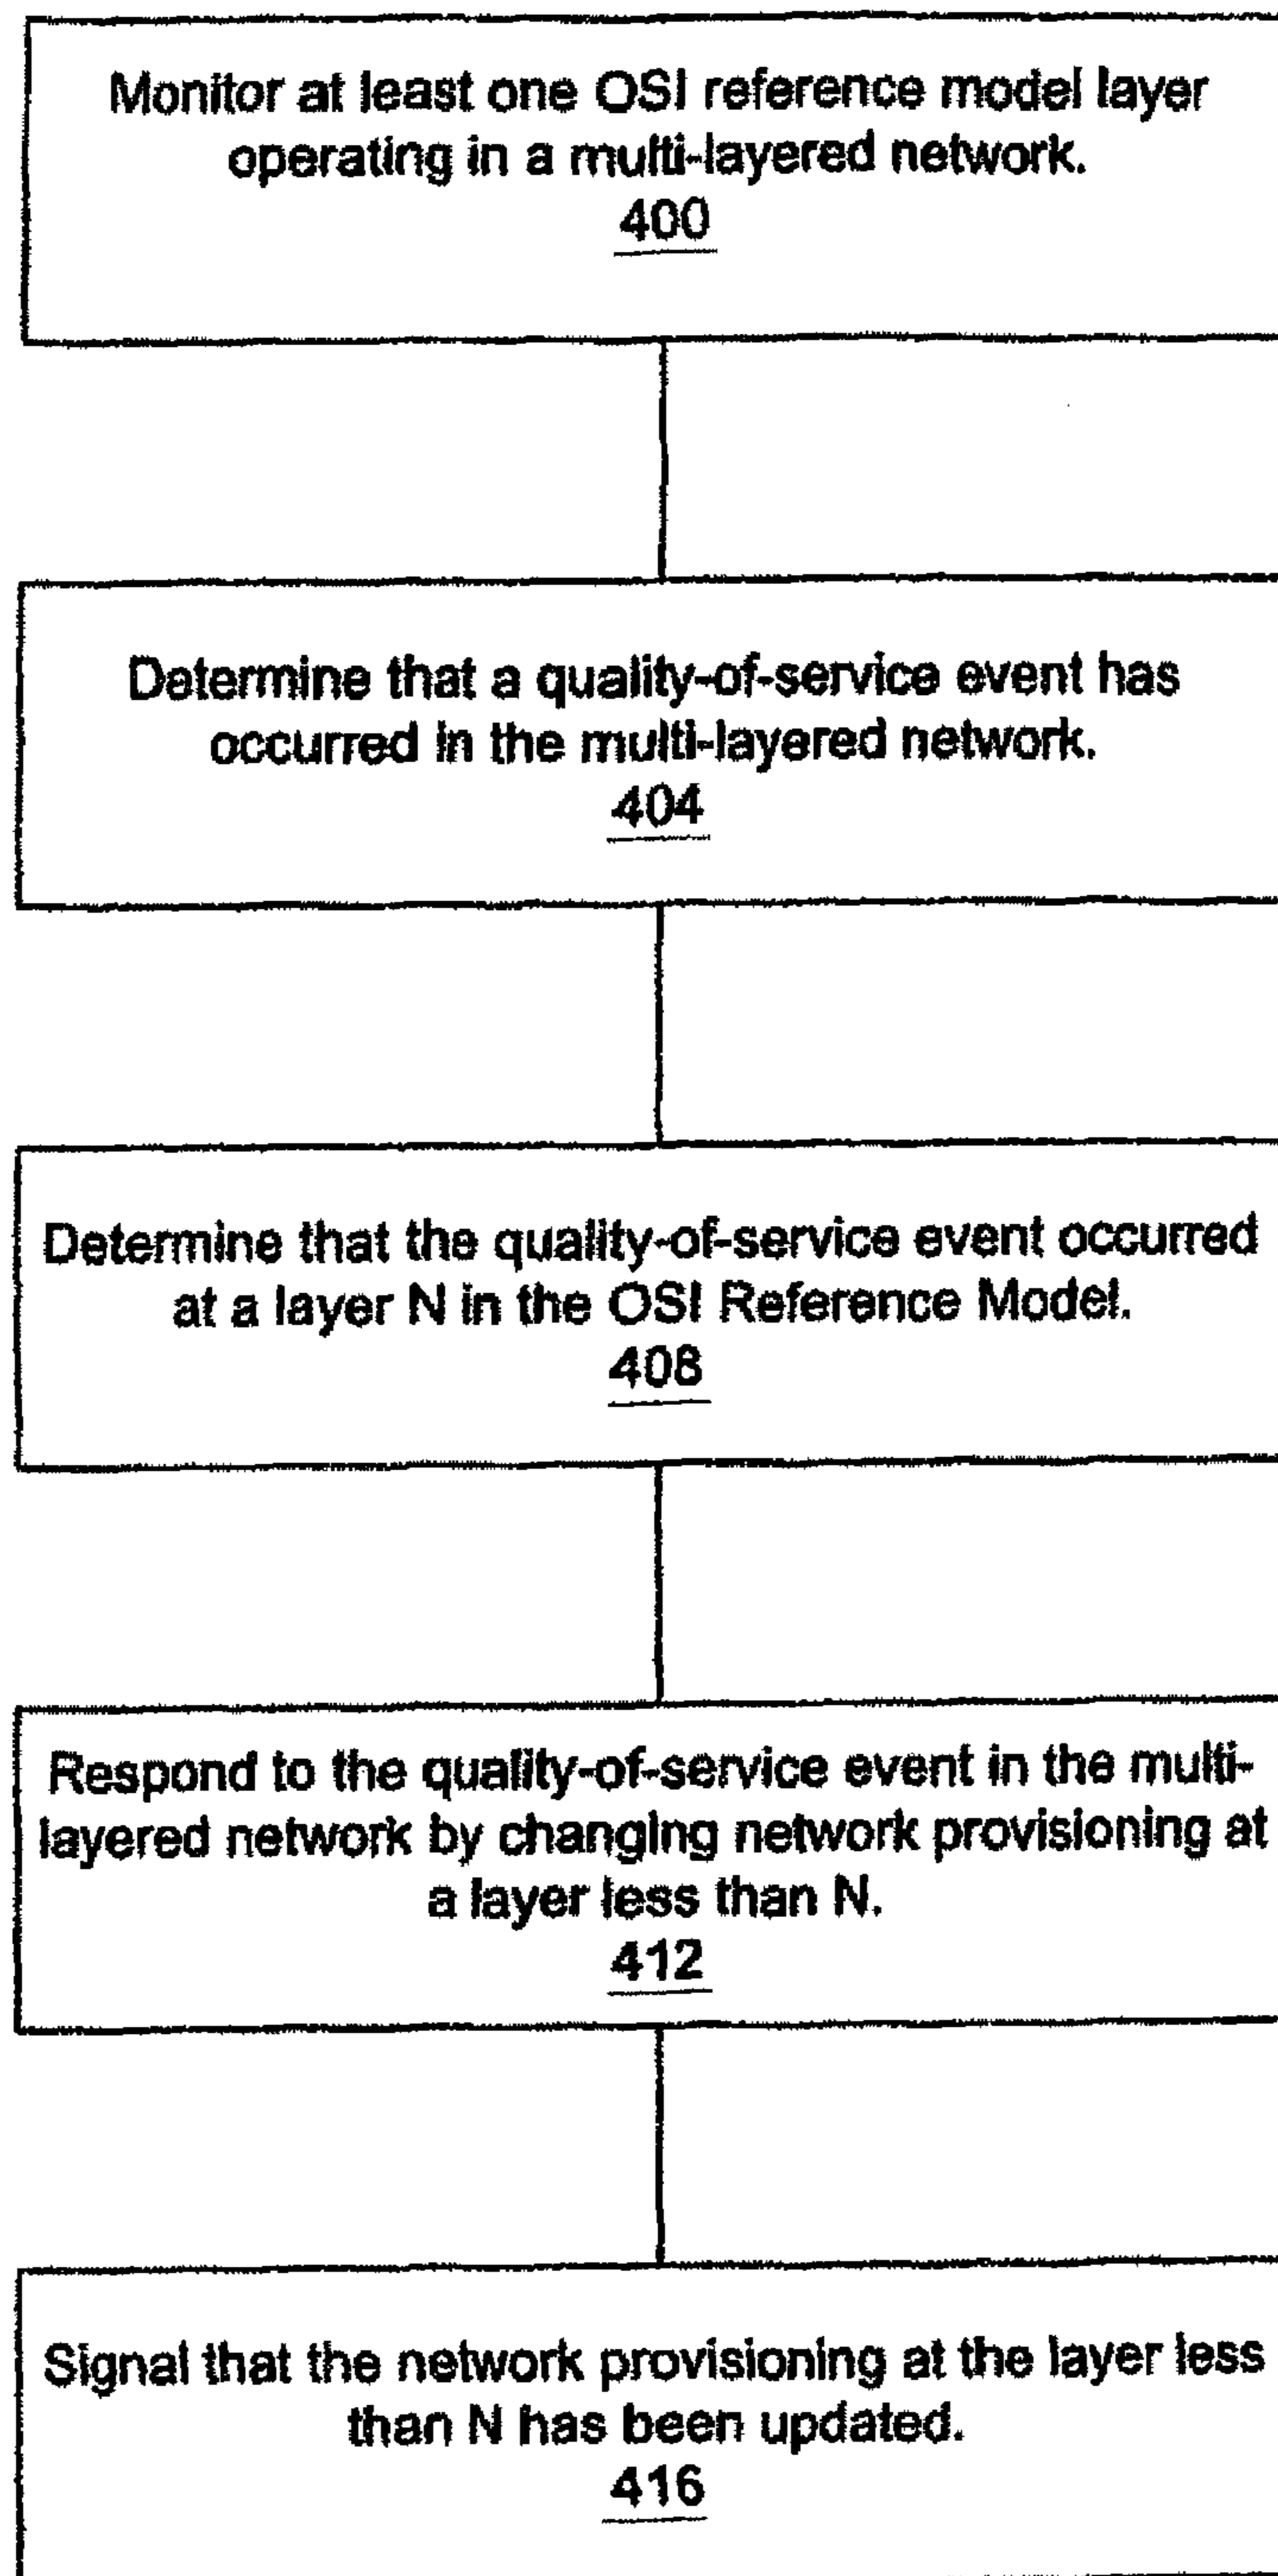 Monitor at least one OSI reference model layer
operating in a multi-layered network.
400
Determine that a quality-of-service event has
occurred in the multi-layered network.
404
Determine that the quality-of-service event occurred
at a layer N in the OSI Reference Model.
408
Respond to the quality-of-service event in the multi-
layered network by changing network provisioning at
a layer less than N.
412
Signal that the network provisioning at the layer less
than N has been updated.
416